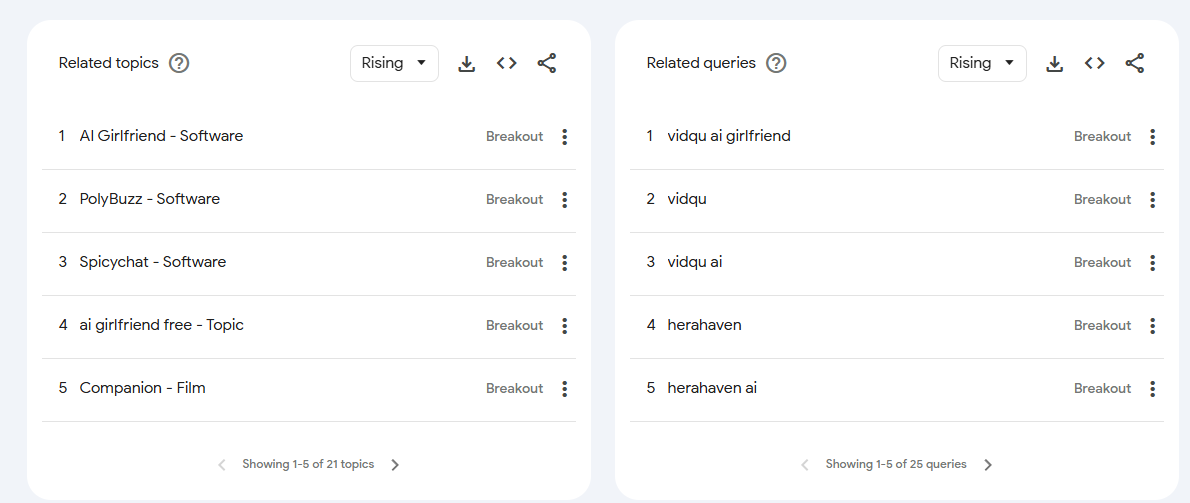 Related topics
Rising
1 AI Girlfriend - Software Breakout
2 PolyBuzz - Software Breakout
3 Spicychat - Software Breakout
4 ai girlfriend free - Topic Breakout
5 Companion - Film Breakout
Showing 1-5 of 21 topics
Related queries
Rising
1 vidqu ai girlfriend Breakout
2 vidqu Breakout
3 vidqu ai Breakout
4 herahaven Breakout
5 herahaven ai Breakout
Showing 1-5 of 25 queries